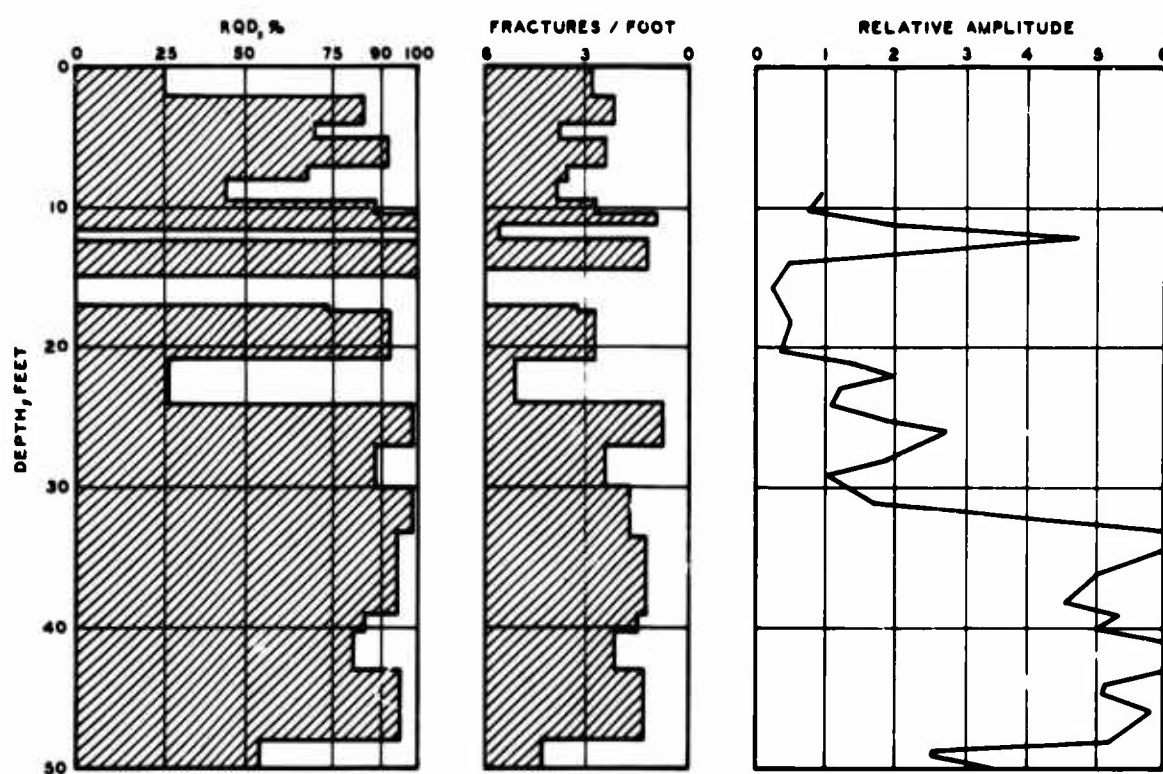 RQD, %
FRACTURES / FOOT
RELATIVE AMPLITUDE
0 25 50 75 90 100
6 3 0
0 1 2 3 4 5 6
DEPTH, FEET
0
10
20
30
40
50